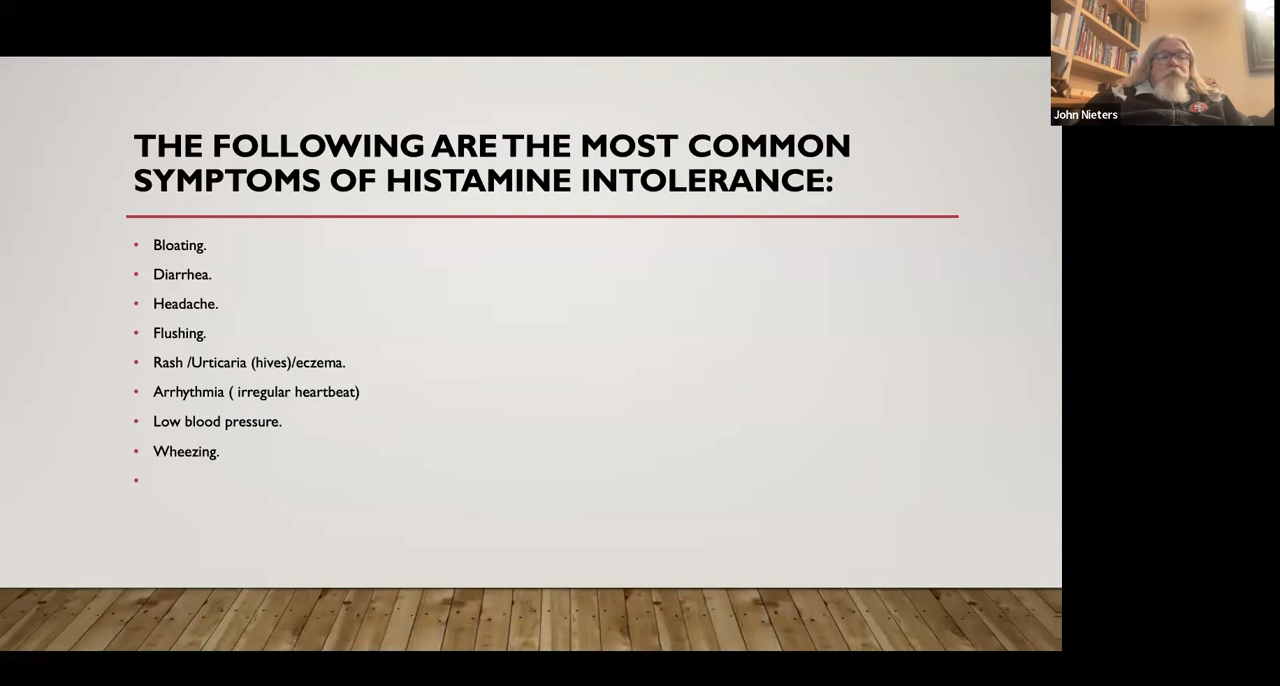 THE FOLLOWING ARE THE MOST COMMON
SYMPTOMS OF HISTAMINE INTOLERANCE:
• Bloating.
• Diarrhea.
• Headache.
• Flushing.
• Rash /Urticaria (hives)/eczema.
• Arrhythmia ( irregular heartbeat)
• Low blood pressure.
• Wheezing.
•
John Nieters